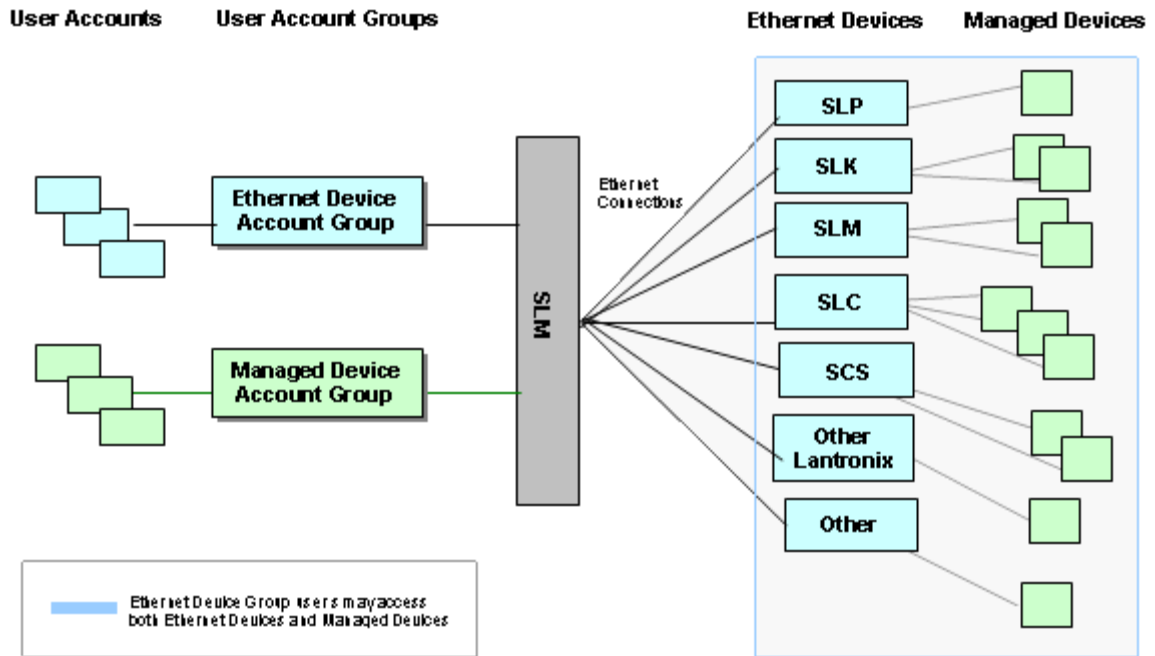 User Accounts
User Account Groups
Ethernet Devices
Managed Devices
SLP
SLK
SLM
SLC
SCS
Other
Lantronix
Other
Ethernet
Connections
Ethernet Device
Account Group
Managed Device
Account Group
SLM
Ethernet Device Group users may access
both Ethernet Devices and Managed Devices